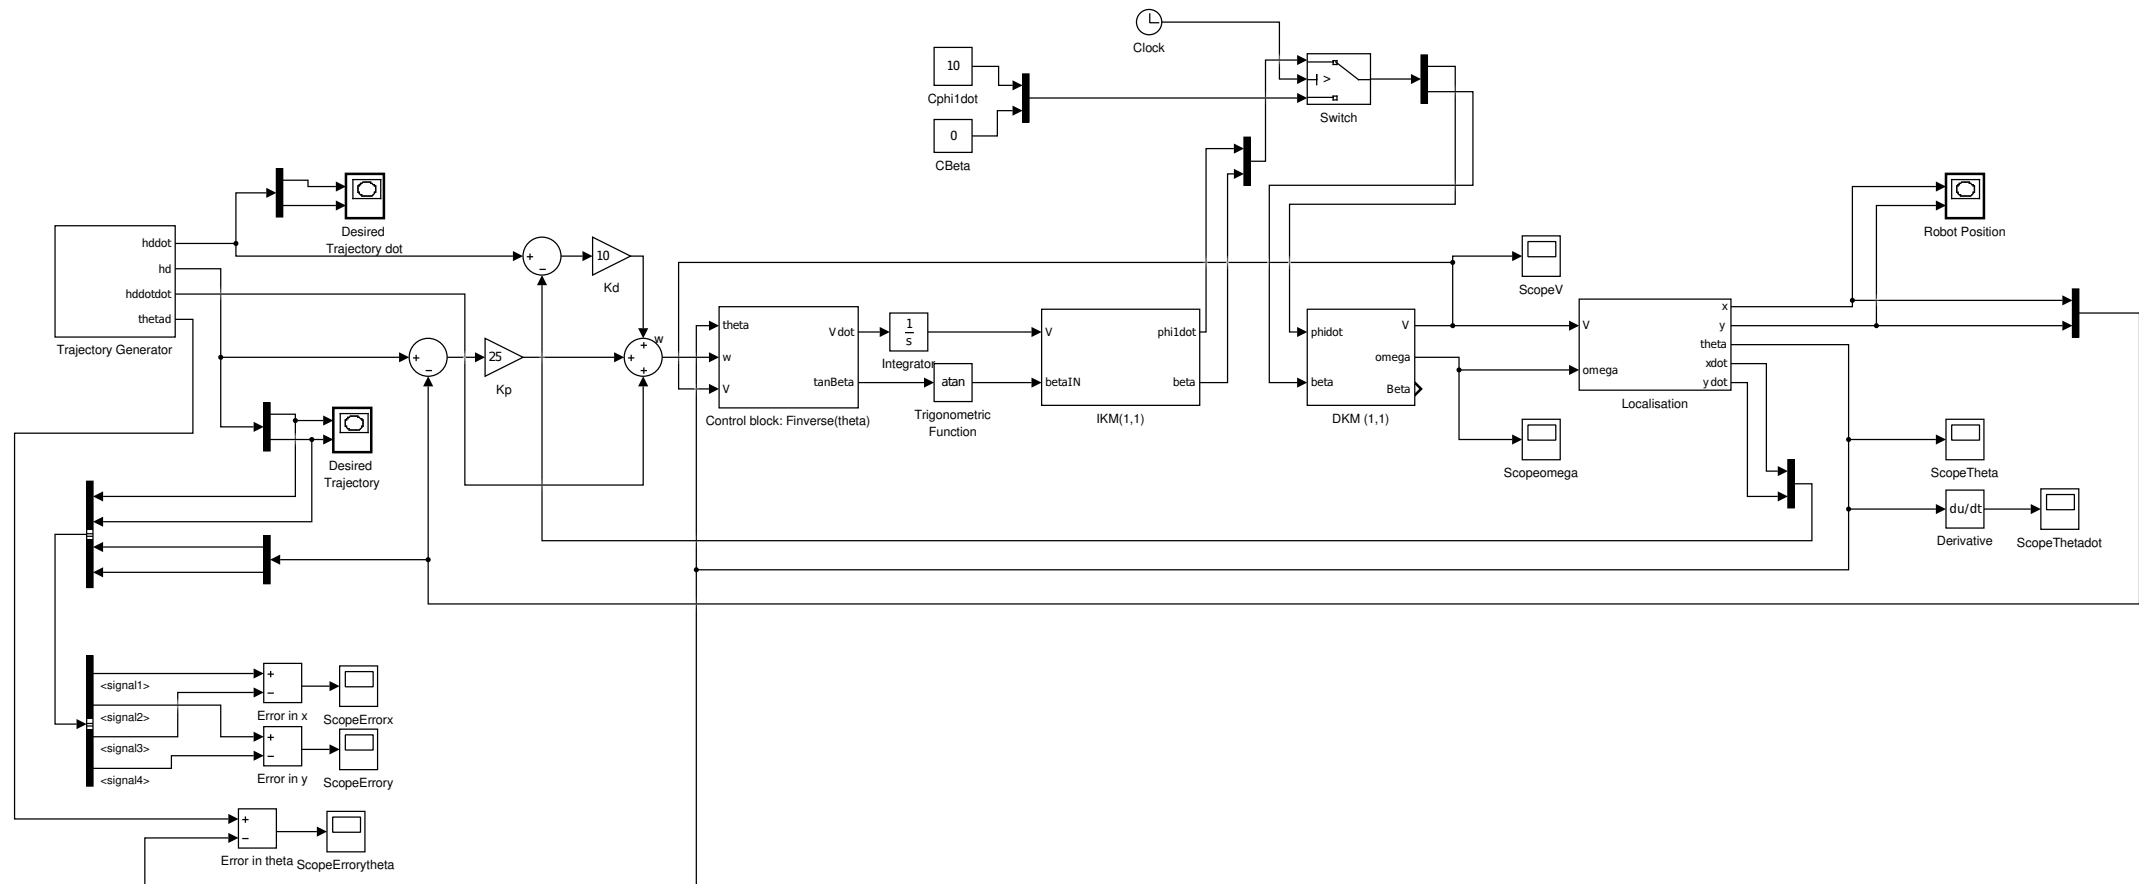 Clock
10
Cphi1dot
0
CBeta
>
Switch
hddot
hd
hddotdot
thetad
Trajectory Generator
Desired
Trajectory dot
+
−
10
Kd
+
−
25
Kp
w
+
+
+
theta
w
V
Vdot
tanBeta
Control block: Finverse(theta)
1
s
Integrator
atan
Trigonometric
Function
V
betaIN
phi1dot
beta
IKM(1,1)
phidot
beta
V
omega
Beta
DKM (1,1)
ScopeV
Scopeomega
V
omega
x
y
theta
xdot
ydot
Localisation
Robot Position
ScopeTheta
du/dt
Derivative
ScopeThetadot
Desired
Trajectory
<signal1>
<signal2>
<signal3>
<signal4>
+
−
Error in x
ScopeErrorx
+
−
Error in y
ScopeErrory
+
−
Error in theta
ScopeErrorytheta